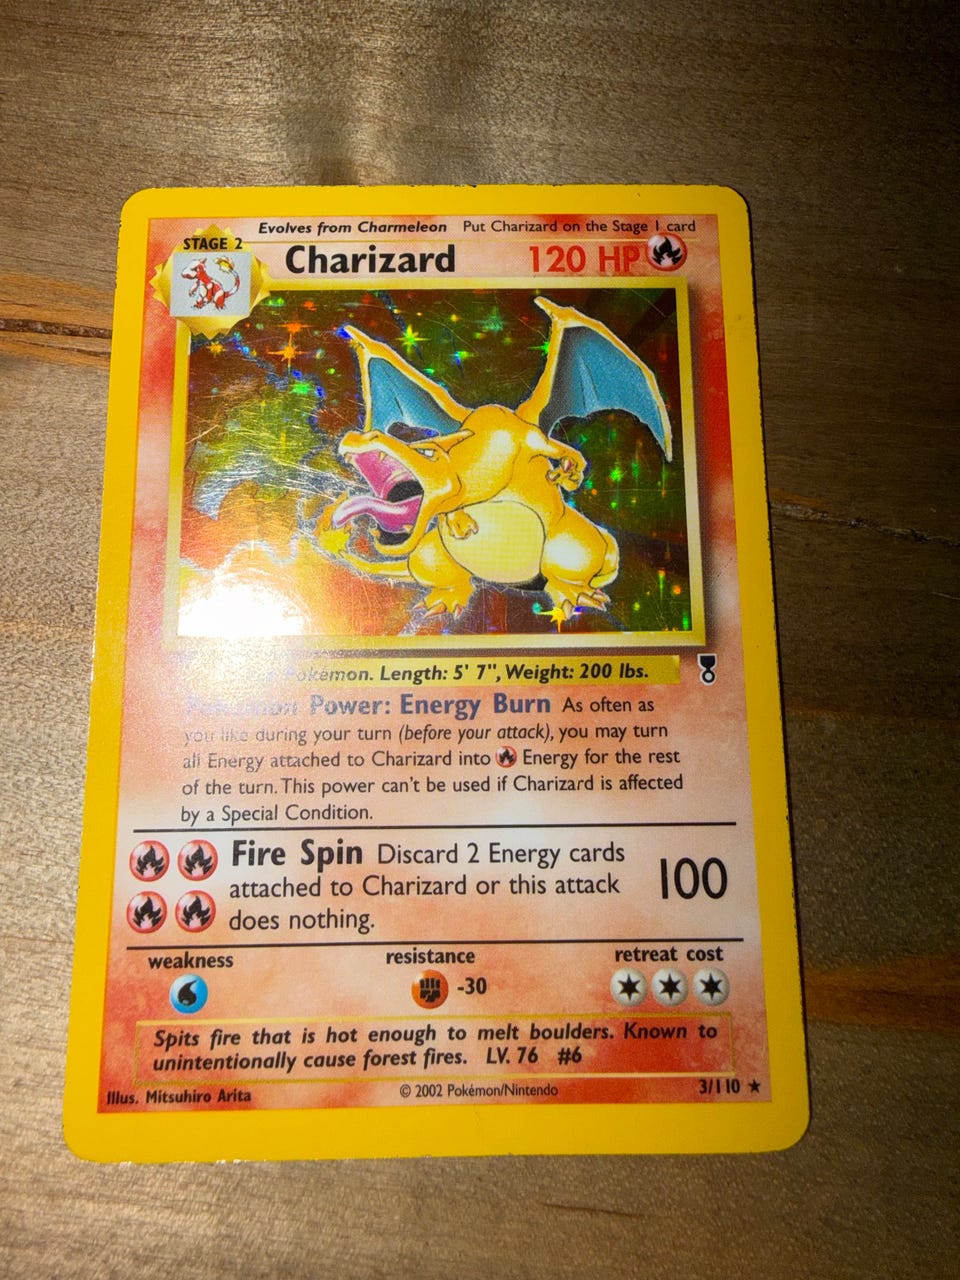 Evolves from Charmeleon Put Charizard on the Stage 1 card
STAGE 2
Charizard 120 HP
Pokémon. Length: 5' 7", Weight: 200 lbs.
Pokémon Power: Energy Burn As often as
you like during your turn (before your attack), you may turn
all Energy attached to Charizard into Energy for the rest
of the turn. This power can't be used if Charizard is affected
by a Special Condition.
Fire Spin Discard 2 Energy cards
attached to Charizard or this attack
does nothing.
100
weakness resistance retreat cost
-30
Spits fire that is hot enough to melt boulders. Known to
unintentionally cause forest fires. LV. 76 #6
Illus. Mitsuhiro Arita © 2002 Pokémon/Nintendo 3/110 ★